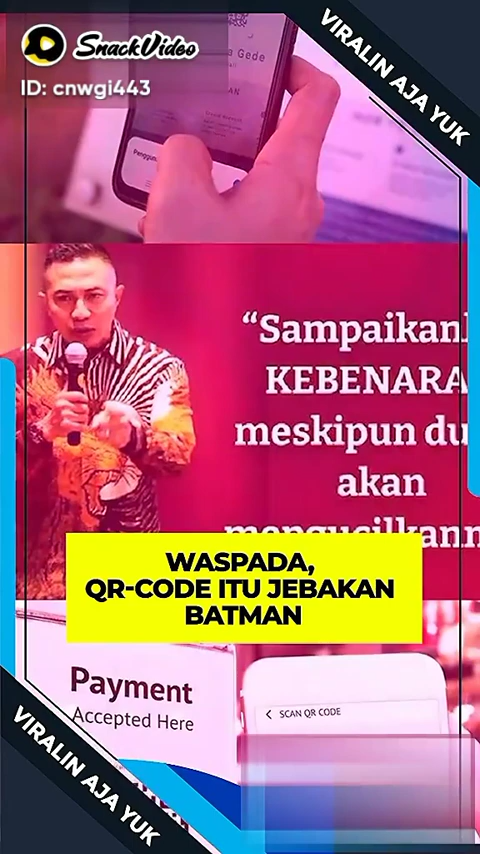 SnackVideo
ID: cnwgi443
VIRALIN AJA YUK
Gede
“Sampaikan
KEBENARA
meskipun du
akan
WASPADA,
QR-CODE ITU JEBAKAN
BATMAN
Payment
Accepted Here
SCAN QR CODE
VIRALIN AJA YUK